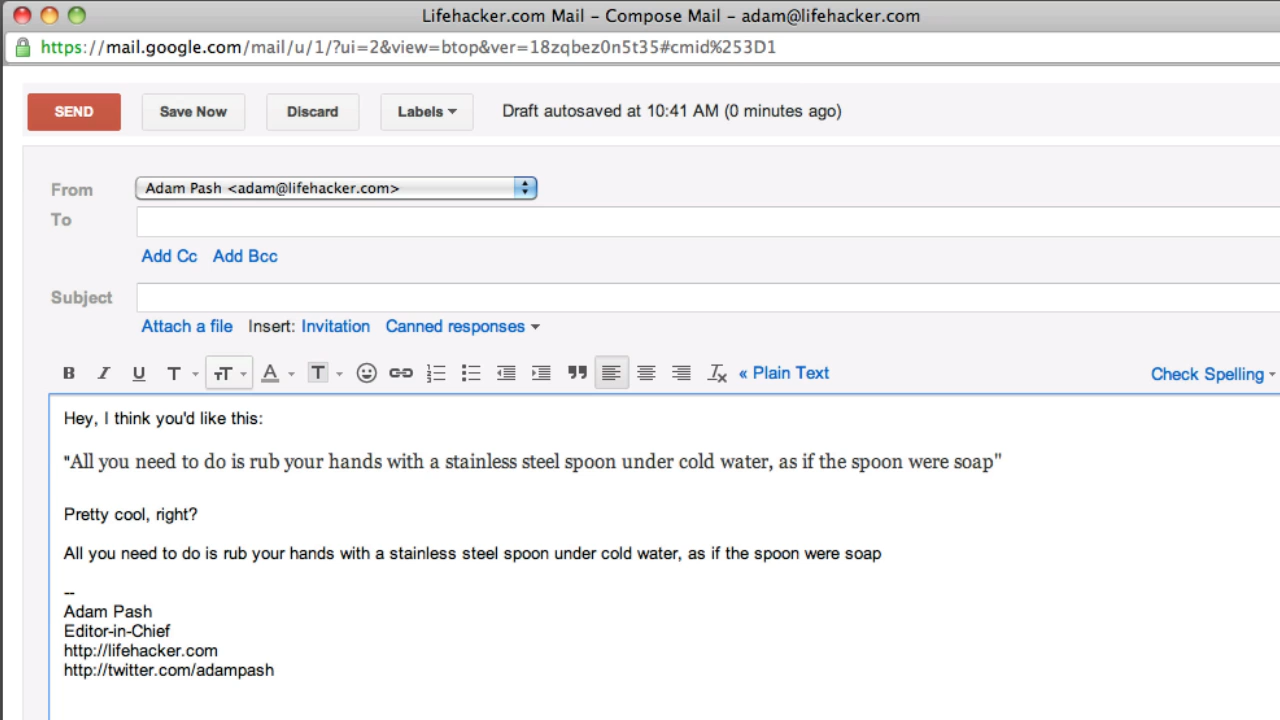 Lifehacker.com Mail – Compose Mail – adam@lifehacker.com
https://mail.google.com/mail/u/1/?ui=2&view=btop&ver=18zqbez0n5t35#cmid%253D1
SEND Save Now Discard Labels Draft autosaved at 10:41 AM (0 minutes ago)
From Adam Pash <adam@lifehacker.com>
To
Add Cc Add Bcc
Subject
Attach a file Insert: Invitation Canned responses
B I U T TT A T Tx « Plain Text Check Spelling
Hey, I think you'd like this:
"All you need to do is rub your hands with a stainless steel spoon under cold water, as if the spoon were soap"
Pretty cool, right?
All you need to do is rub your hands with a stainless steel spoon under cold water, as if the spoon were soap
--
Adam Pash
Editor-in-Chief
http://lifehacker.com
http://twitter.com/adampash